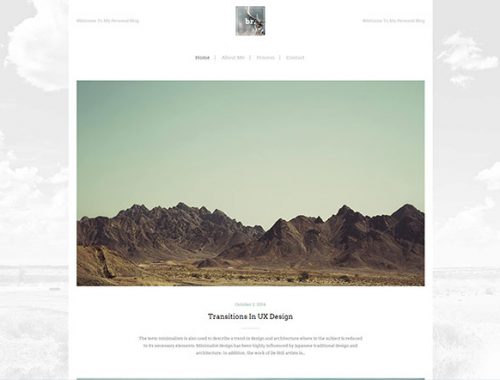 Welcome To My Personal Blog
br
Welcome To My Personal Blog
Home | About Me | Process | Contact
October 2, 2014
Transitions In UX Design
The term minimalism is also used to describe a trend in design and architecture where in the subject is reduced
to its necessary elements. Minimalist design has been highly influenced by Japanese traditional design and
architecture. In addition, the work of De Stijl artists is...